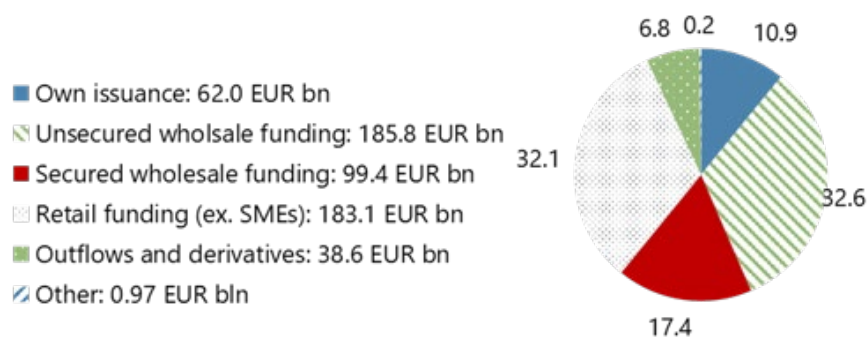 6.8 0.2
10.9
Own issuance: 62.0 EUR bn
Unsecured wholsale funding: 185.8 EUR bn
32.1
Secured wholesale funding: 99.4 EUR bn
32.6
Retail funding (ex. SMEs): 183.1 EUR bn
Outflows and derivatives: 38.6 EUR bn
Other: 0.97 EUR bln
17.4